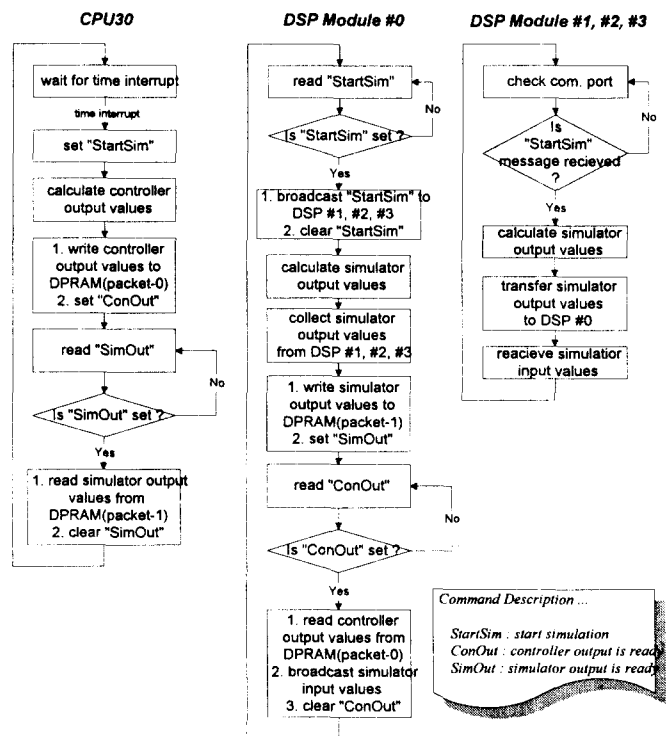 CPU30
wait for time interrupt
time interrupt
set "StartSim"
calculate controller
output values
1. write controller
output values to
DPRAM(packet-0)
2. set "ConOut"
read "SimOut"
No
Is "SimOut" set ?
Yes
1. read simulator output
values from
DPRAM(packet-1)
2. clear "SimOut"
DSP Module #0
read "StartSim"
No
Is "StartSim" set ?
Yes
1. broadcast "StartSim" to
DSP #1, #2, #3
2. clear "StartSim"
calculate simulator
output values
collect simulator
output values
from DSP #1, #2, #3
1. write simulator
output values to
DPRAM(packet-1)
2. set "SimOut"
read "ConOut"
No
Is "ConOut" set ?
Yes
1. read controller
output values from
DPRAM(packet-0)
2. broadcast simulator
input values
3. clear "ConOut"
DSP Module #1, #2, #3
check com. port
No
Is
"StartSim"
message recieved
?
Yes
calculate simulator
output values
transfer simulator
output values
to DSP #0
reacieve simulatior
input values
Command Description ...
StartSim : start simulation
ConOut : controller output is ready
SimOut : simulator output is ready